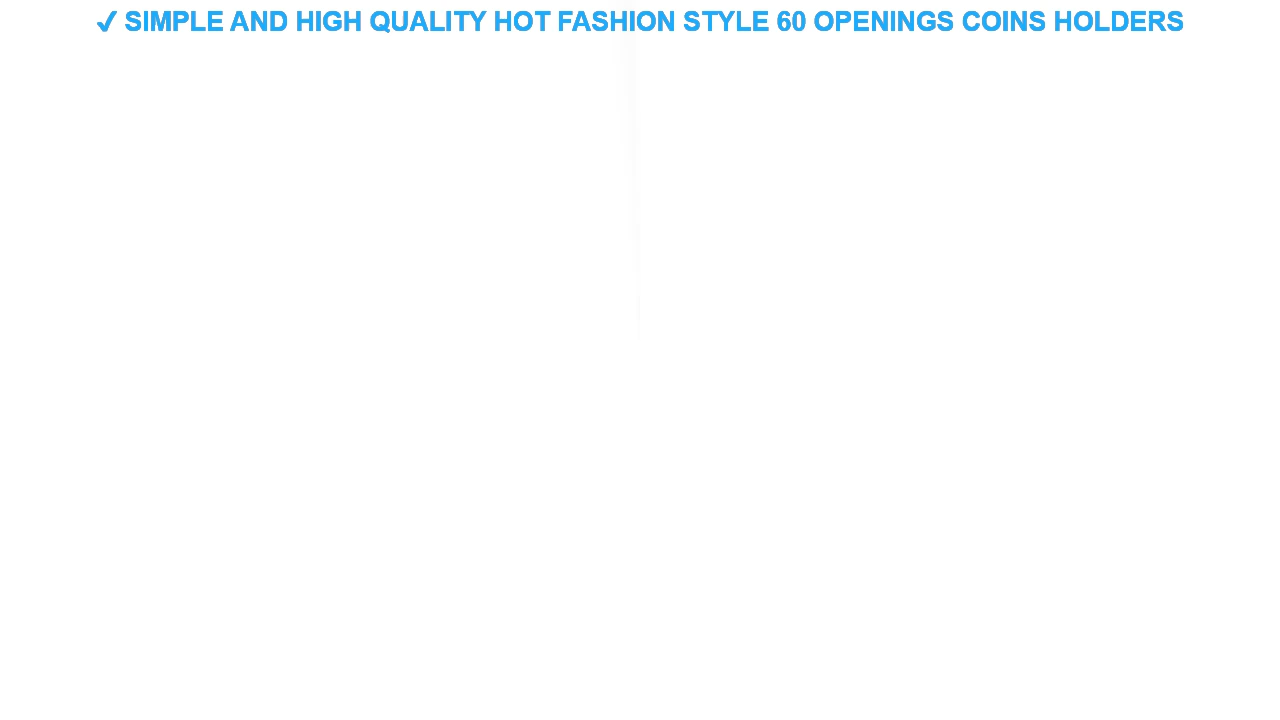 ✔ SIMPLE AND HIGH QUALITY HOT FASHION STYLE 60 OPENINGS COINS HOLDERS